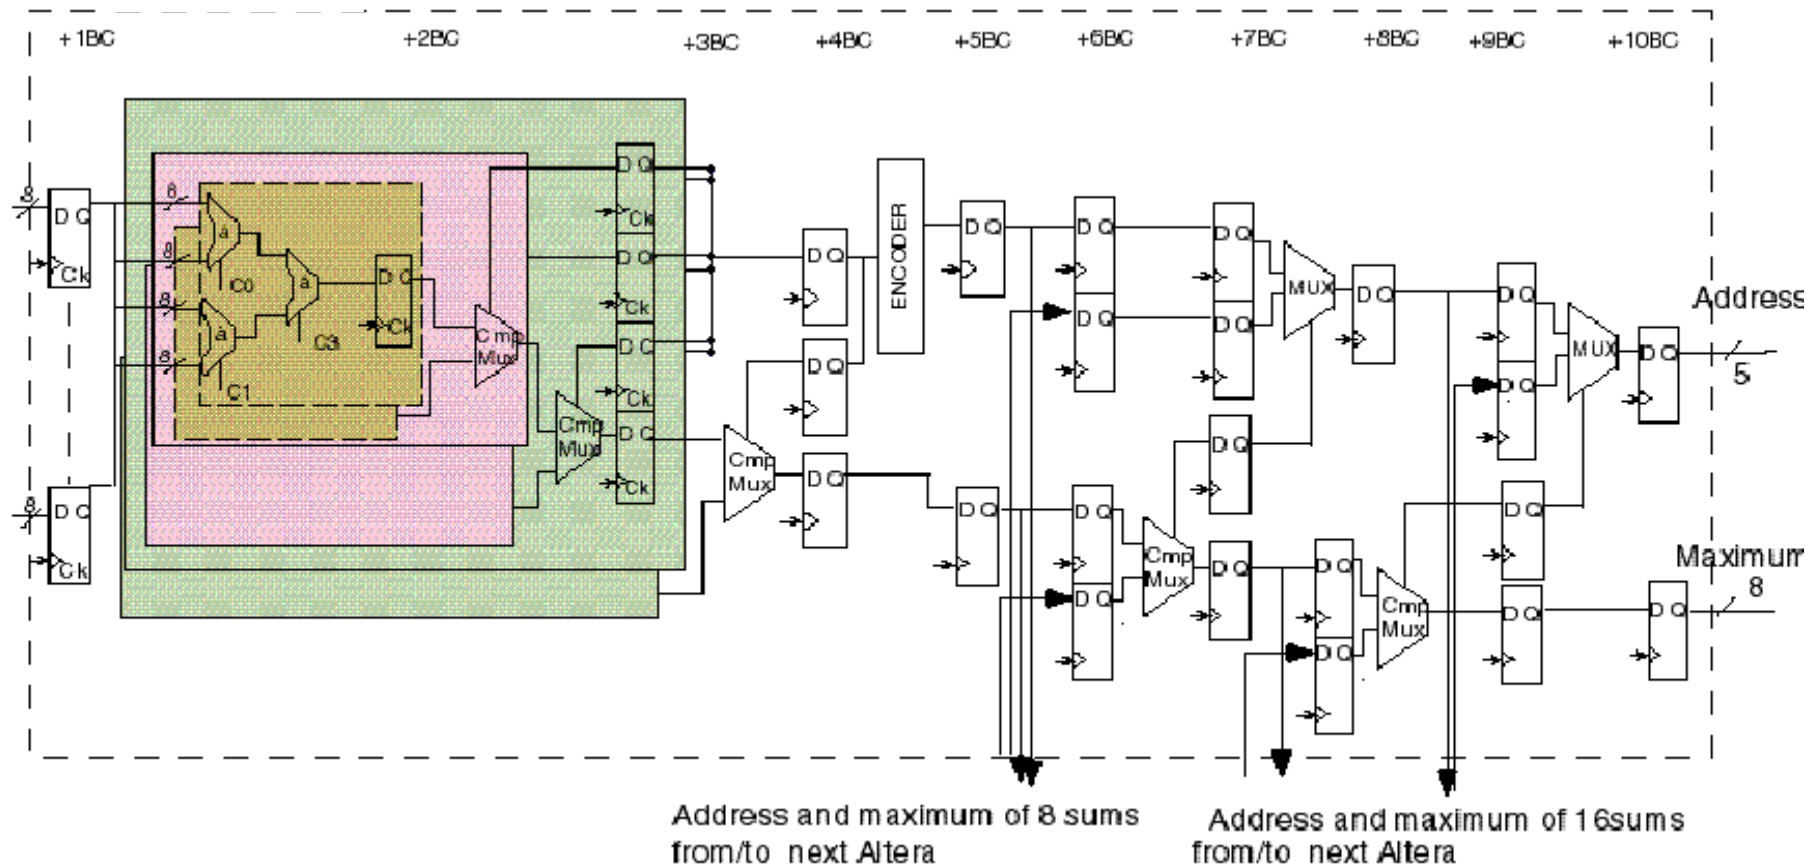 +1BC +2BC +3BC +4BC +5BC +6BC +7BC +8BC +9BC +10BC
8
D Q
Ck
8
D Q
Ck
8
8
8
8
a
a
a
C0
C1
C3
D Q
Ck
Cmp
Mux
Cmp
Mux
D Q
Ck
D Q
Ck
D Q
Ck
D Q
Ck
Cmp
Mux
D Q
D Q
D Q
ENCODER
D Q
D Q
D Q
D Q
D Q
D Q
Cmp
Mux
D Q
D Q
D Q
D Q
MUX
D Q
D Q
D Q
Cmp
Mux
D Q
D Q
D Q
D Q
MUX
D Q
D Q
Address
5
Maximum
8
Address and maximum of 8 sums
from/to next Altera
Address and maximum of 16sums
from/to next Altera